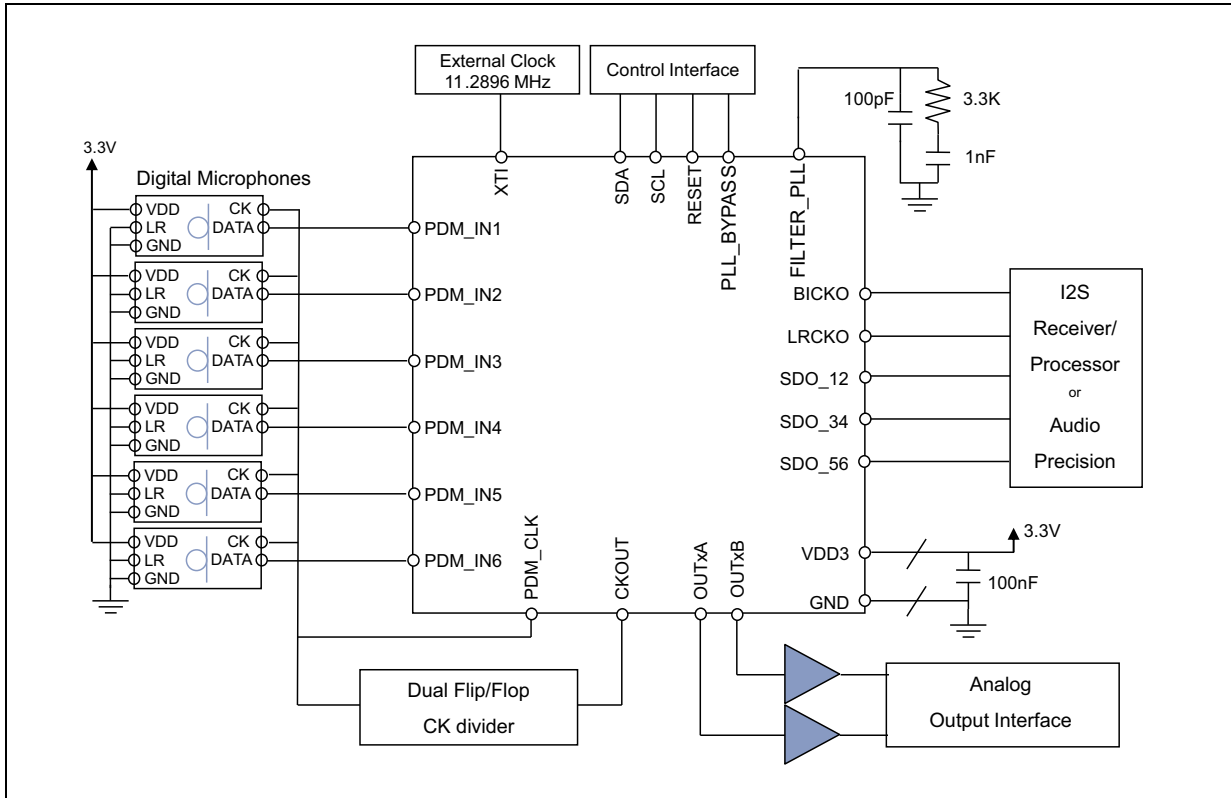 External Clock
11.2896 MHz
Control Interface
100pF
3.3K
1nF
3.3V
Digital Microphones
XTI
SDA
SCL
RESET
PLL_BYPASS
FILTER_PLL
VDD CK
LR DATA
GND
PDM_IN1
VDD CK
LR DATA
GND
PDM_IN2
VDD CK
LR DATA
GND
PDM_IN3
VDD CK
LR DATA
GND
PDM_IN4
VDD CK
LR DATA
GND
PDM_IN5
VDD CK
LR DATA
GND
PDM_IN6
BICKO
LRCKO
SDO_12
SDO_34
SDO_56
I2S
Receiver/
Processor
or
Audio
Precision
VDD3
3.3V
100nF
GND
PDM_CLK
CKOUT
OUTxA
OUTxB
Dual Flip/Flop
CK divider
Analog
Output Interface